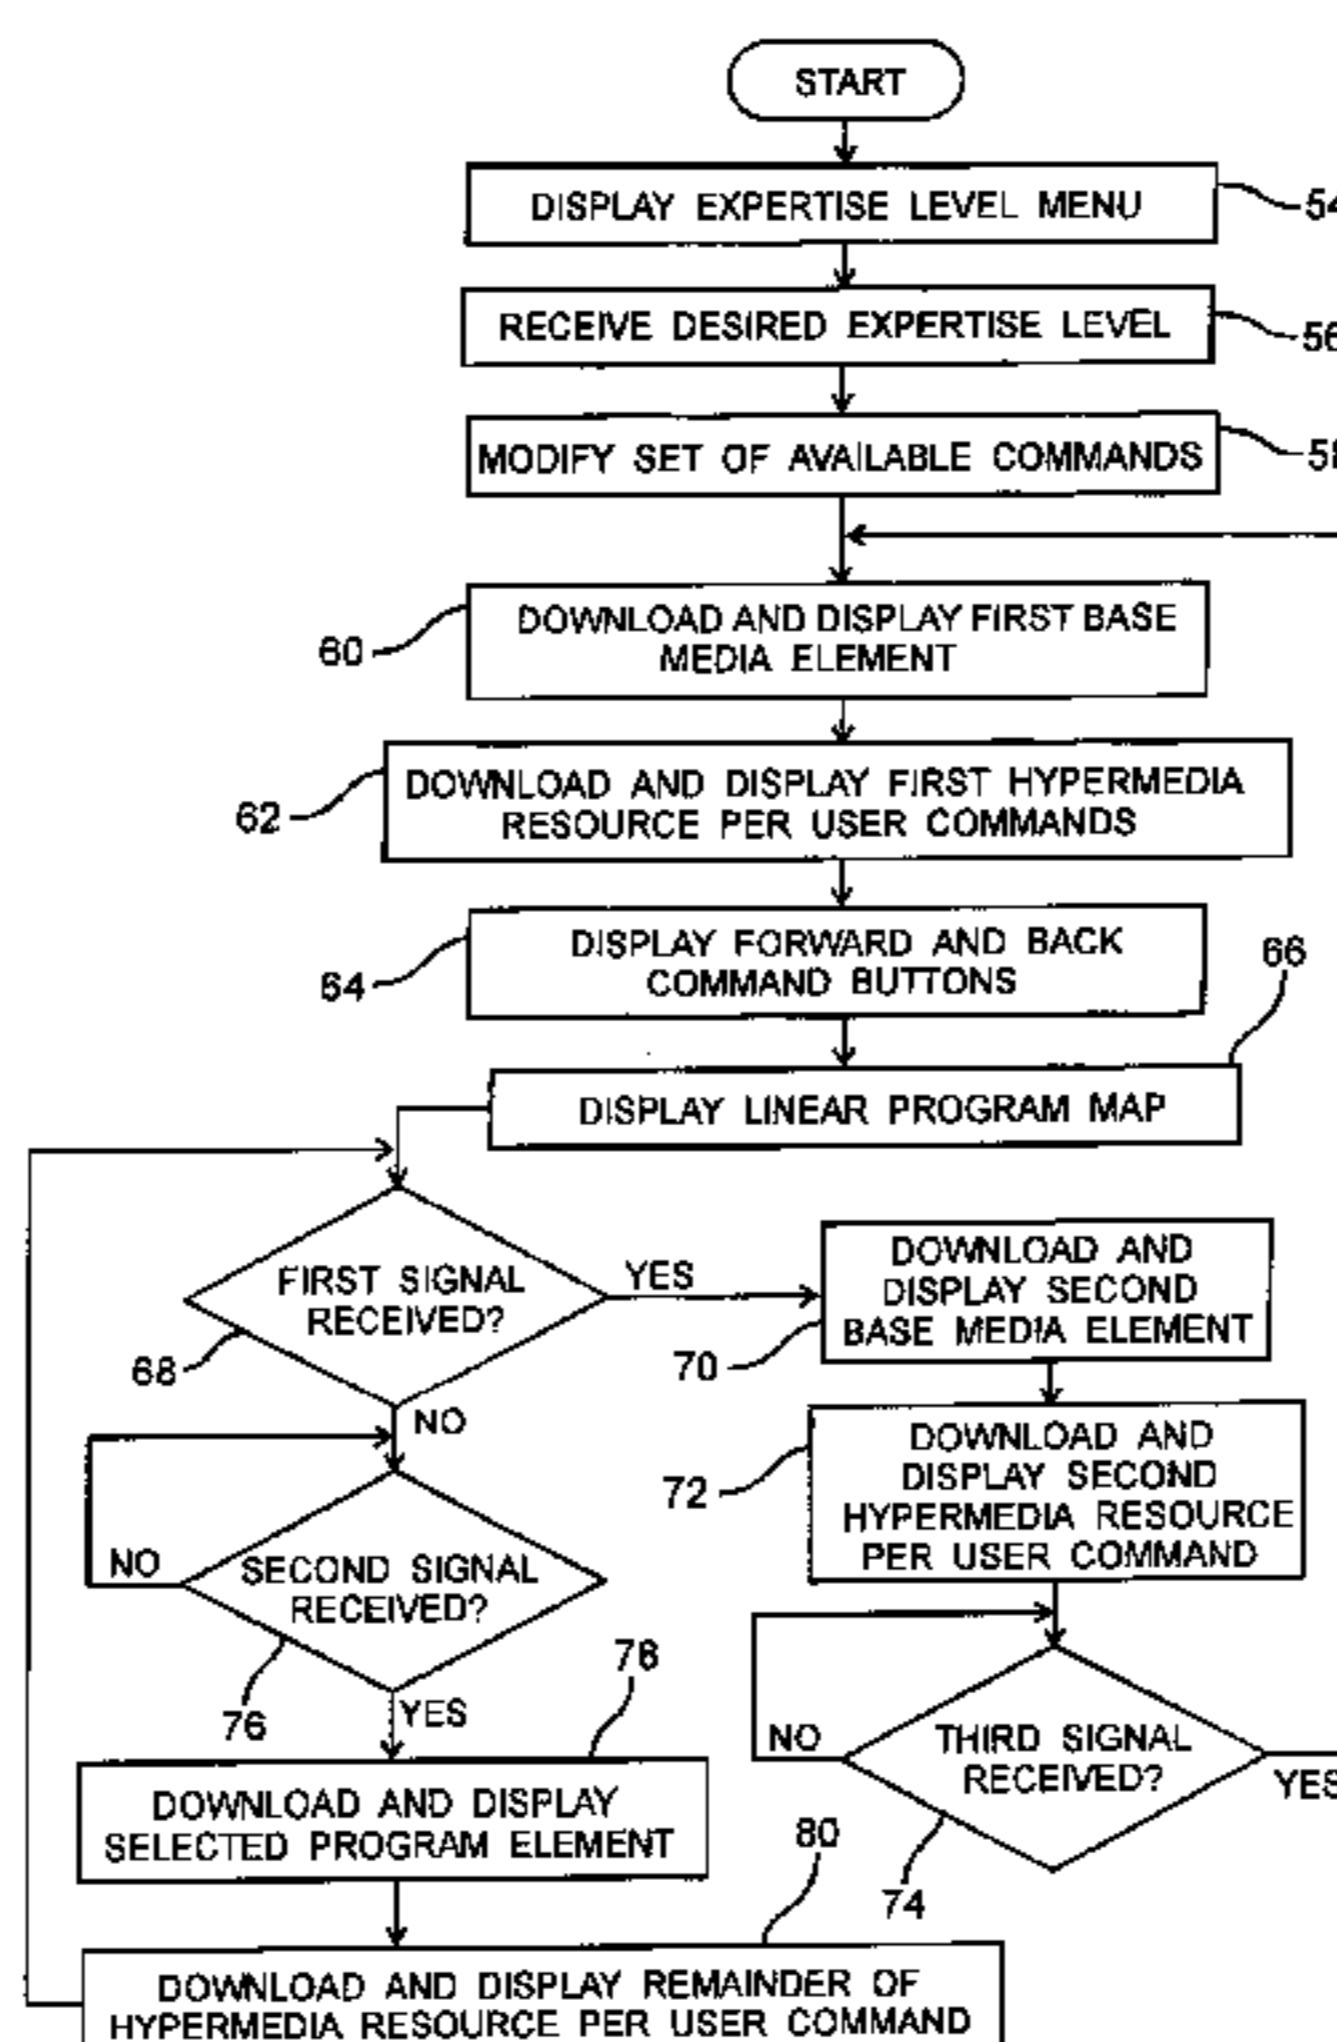 START
DISPLAY EXPERTISE LEVEL MENU
54
RECEIVE DESIRED EXPERTISE LEVEL
56
MODIFY SET OF AVAILABLE COMMANDS
58
DOWNLOAD AND DISPLAY FIRST BASE
MEDIA ELEMENT
60
DOWNLOAD AND DISPLAY FIRST HYPERMEDIA
RESOURCE PER USER COMMANDS
62
DISPLAY FORWARD AND BACK
COMMAND BUTTONS
64
66
DISPLAY LINEAR PROGRAM MAP
FIRST SIGNAL
RECEIVED?
68
YES
NO
DOWNLOAD AND
DISPLAY SECOND
BASE MEDIA ELEMENT
70
DOWNLOAD AND
DISPLAY SECOND
HYPERMEDIA RESOURCE
PER USER COMMAND
72
SECOND SIGNAL
RECEIVED?
NO
76
YES
78
THIRD SIGNAL
RECEIVED?
NO
YES
74
DOWNLOAD AND DISPLAY
SELECTED PROGRAM ELEMENT
80
DOWNLOAD AND DISPLAY REMAINDER OF
HYPERMEDIA RESOURCE PER USER COMMAND